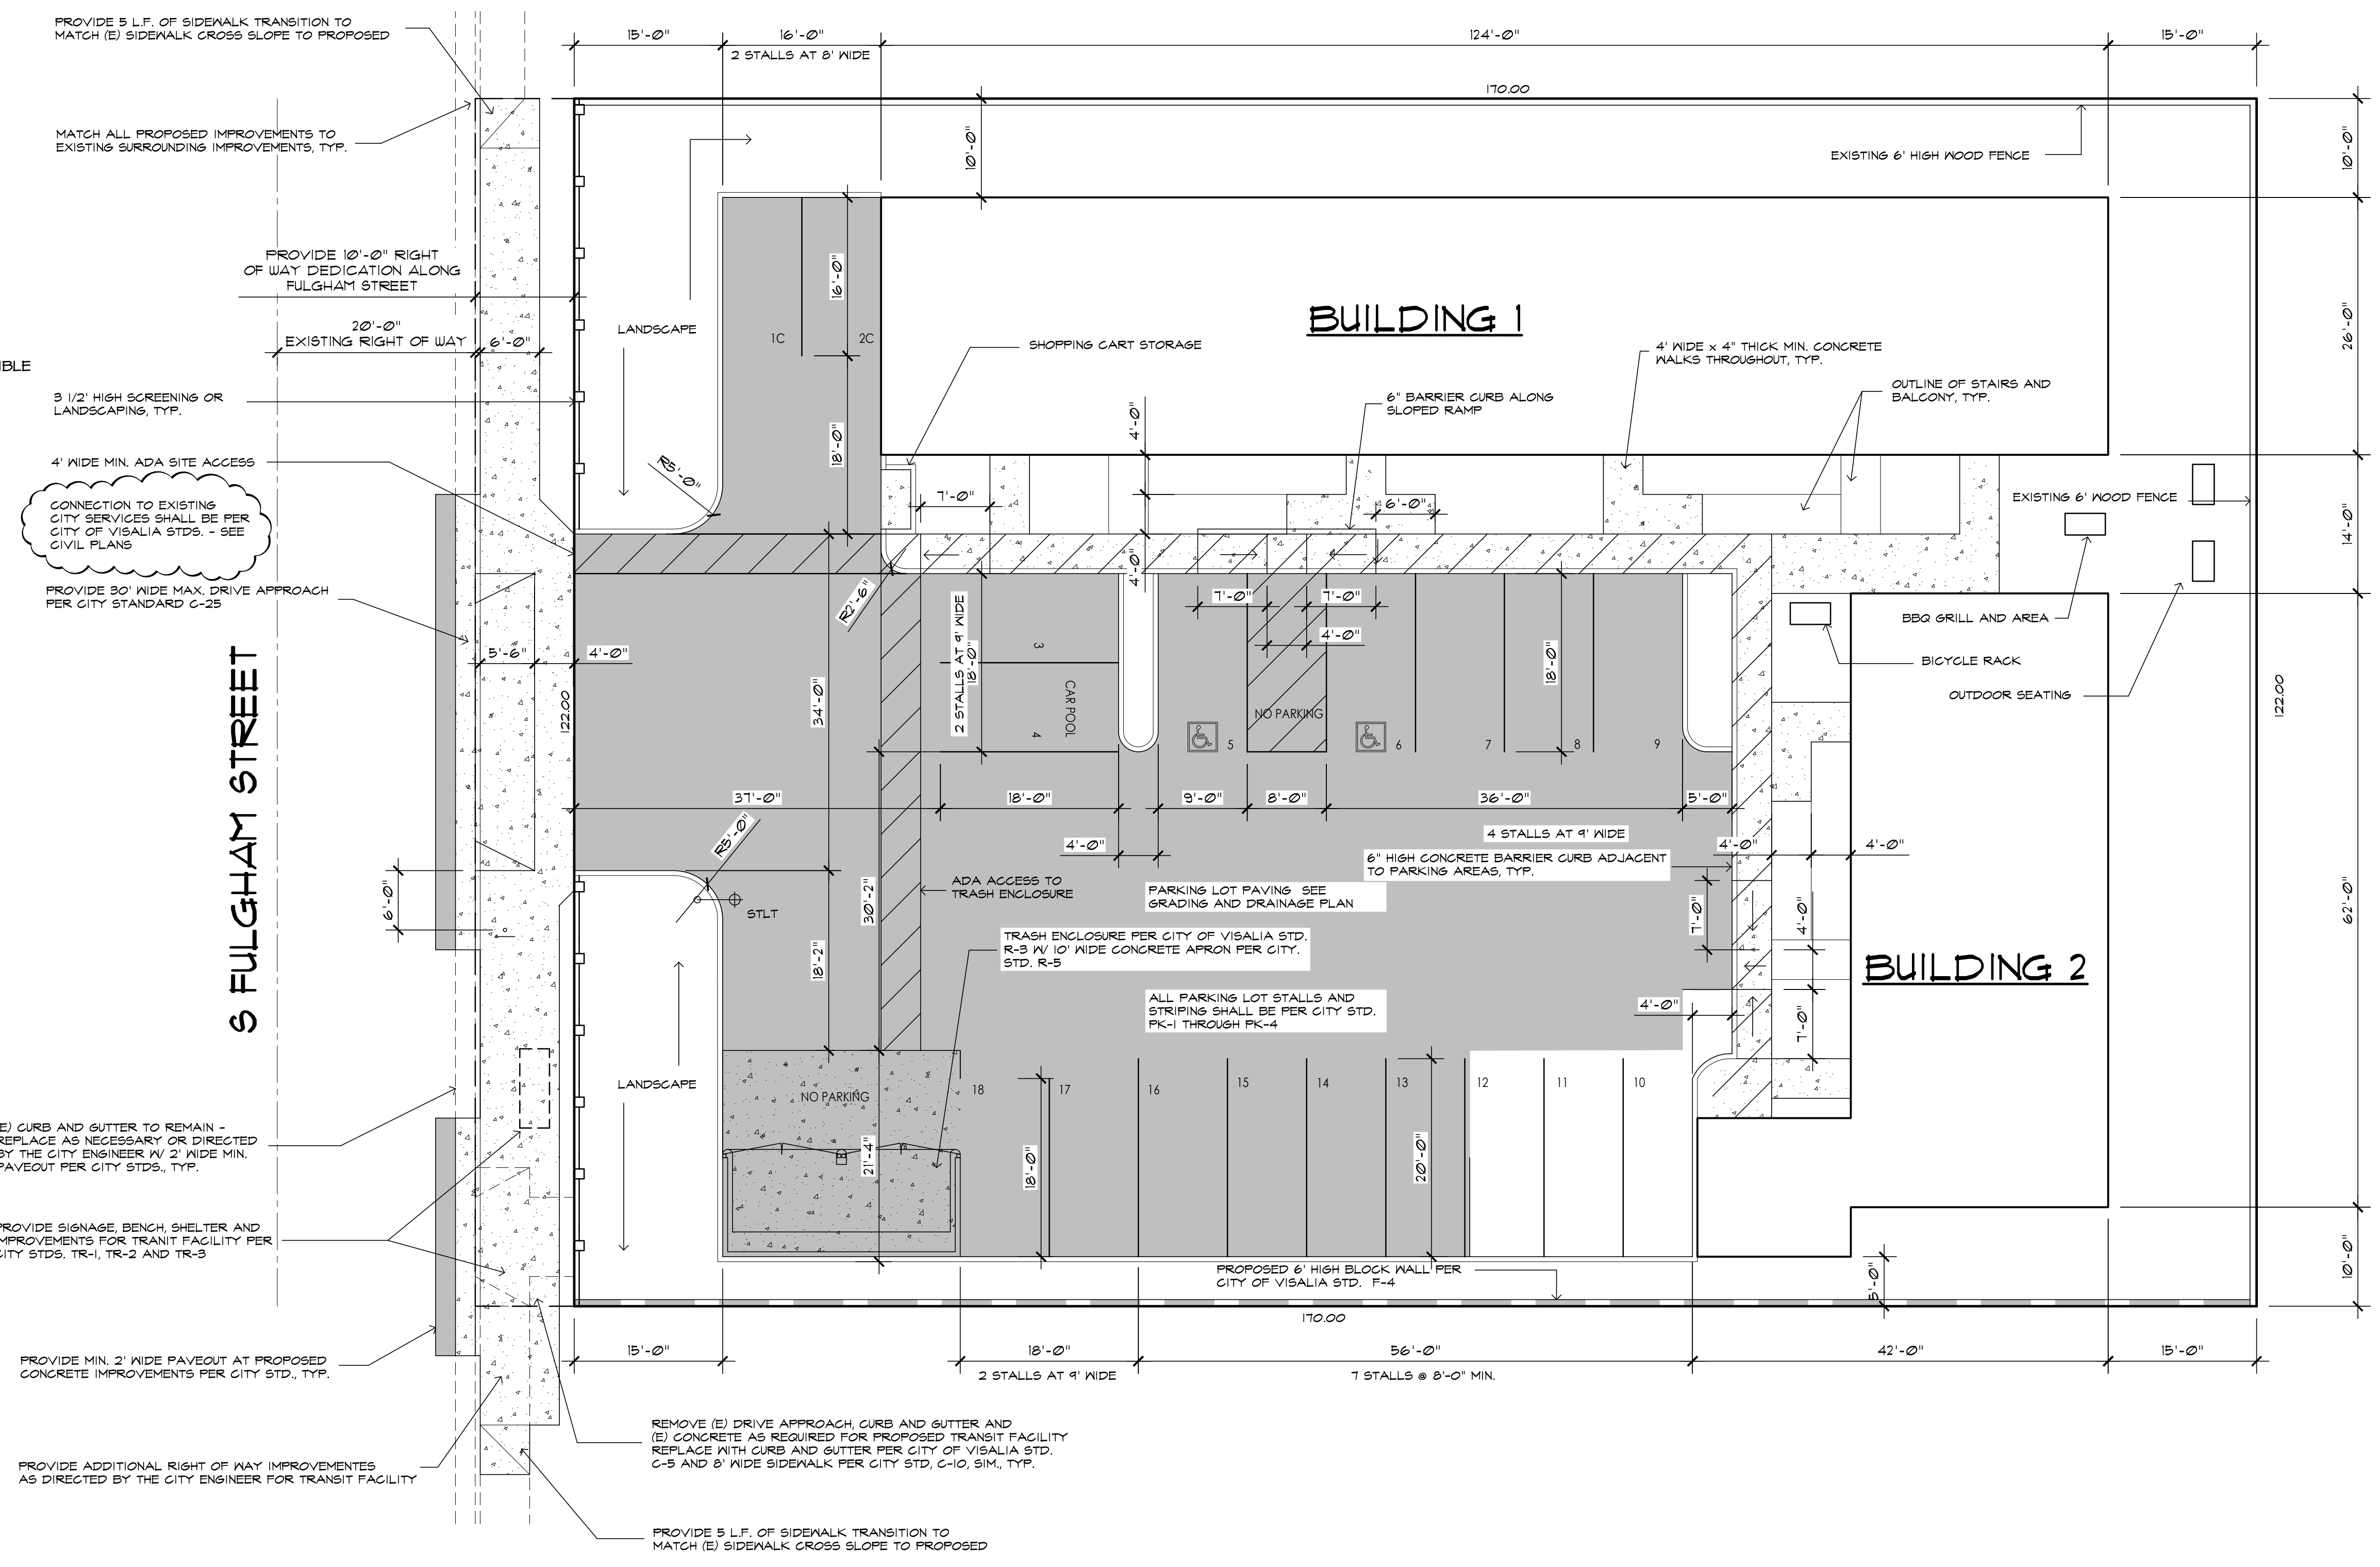 PROVIDE 5 L.F. OF SIDEWALK TRANSITION TO
MATCH (E) SIDEWALK CROSS SLOPE TO PROPOSED
15'-0"
16'-0"
2 STALLS AT 8' WIDE
124'-0"
15'-0"
170.00
MATCH ALL PROPOSED IMPROVEMENTS TO
EXISTING SURROUNDING IMPROVEMENTS, TYP.
10'-0"
EXISTING 6' HIGH WOOD FENCE
10'-0"
PROVIDE 10'-0" RIGHT
OF WAY DEDICATION ALONG
FULGHAM STREET
20'-0"
EXISTING RIGHT OF WAY
6'-0"
LANDSCAPE
16'-0"
1C
2C
BUILDING 1
26'-0"
SHOPPING CART STORAGE
4' WIDE x 4" THICK MIN. CONCRETE
WALKS THROUGHOUT, TYP.
3 1/2' HIGH SCREENING OR
LANDSCAPING, TYP.
6" BARRIER CURB ALONG
SLOPED RAMP
OUTLINE OF STAIRS AND
BALCONY, TYP.
4'-0"
18'-0"
R5'-0"
4' WIDE MIN. ADA SITE ACCESS
CONNECTION TO EXISTING
CITY SERVICES SHALL BE PER
CITY OF VISALIA STDS. - SEE
CIVIL PLANS
7'-0"
6'-0"
EXISTING 6' WOOD FENCE
14'-0"
PROVIDE 30' WIDE MAX. DRIVE APPROACH
PER CITY STANDARD C-25
R2'-6"
4'-0"
2 STALLS AT 9' WIDE
18'-0"
7'-0"
7'-0"
4'-0"
BBQ GRILL AND AREA
BICYCLE RACK
OUTDOOR SEATING
5'-6"
4'-0"
122.00
34'-0"
3
CAR POOL
4
NO PARKING
5
6
7
8
9
18'-0"
122.00
S FULGHAM STREET
37'-0"
18'-0"
9'-0"
8'-0"
36'-0"
5'-0"
4 STALLS AT 9' WIDE
R5'-0"
4'-0"
4'-0"
4'-0"
6" HIGH CONCRETE BARRIER CURB ADJACENT
TO PARKING AREAS, TYP.
6'-0"
ADA ACCESS TO
TRASH ENCLOSURE
PARKING LOT PAVING SEE
GRADING AND DRAINAGE PLAN
STLT
30'-2"
18'-2"
7'-0"
4'-0"
62'-0"
TRASH ENCLOSURE PER CITY OF VISALIA STD.
R-3 W/ 10' WIDE CONCRETE APRON PER CITY.
STD. R-5
BUILDING 2
ALL PARKING LOT STALLS AND
STRIPING SHALL BE PER CITY STD.
PK-1 THROUGH PK-4
4'-0"
7'-0"
LANDSCAPE
NO PARKING
18
17
16
15
14
13
12
11
10
(E) CURB AND GUTTER TO REMAIN -
REPLACE AS NECESSARY OR DIRECTED
BY THE CITY ENGINEER W/ 2' WIDE MIN.
PAVEOUT PER CITY STDS., TYP.
21'-4"
18'-0"
20'-0"
PROVIDE SIGNAGE, BENCH, SHELTER AND
IMPROVEMENTS FOR TRANIT FACILITY PER
CITY STDS. TR-1, TR-2 AND TR-3
PROPOSED 6' HIGH BLOCK WALL PER
CITY OF VISALIA STD. F-4
5'-0"
10'-0"
170.00
PROVIDE MIN. 2' WIDE PAVEOUT AT PROPOSED
CONCRETE IMPROVEMENTS PER CITY STD., TYP.
15'-0"
18'-0"
2 STALLS AT 9' WIDE
56'-0"
7 STALLS @ 8'-0" MIN.
42'-0"
15'-0"
REMOVE (E) DRIVE APPROACH, CURB AND GUTTER AND
(E) CONCRETE AS REQUIRED FOR PROPOSED TRANSIT FACILITY
REPLACE WITH CURB AND GUTTER PER CITY OF VISALIA STD.
C-5 AND 8' WIDE SIDEWALK PER CITY STD, C-10, SIM., TYP.
PROVIDE ADDITIONAL RIGHT OF WAY IMPROVEMENTES
AS DIRECTED BY THE CITY ENGINEER FOR TRANSIT FACILITY
PROVIDE 5 L.F. OF SIDEWALK TRANSITION TO
MATCH (E) SIDEWALK CROSS SLOPE TO PROPOSED